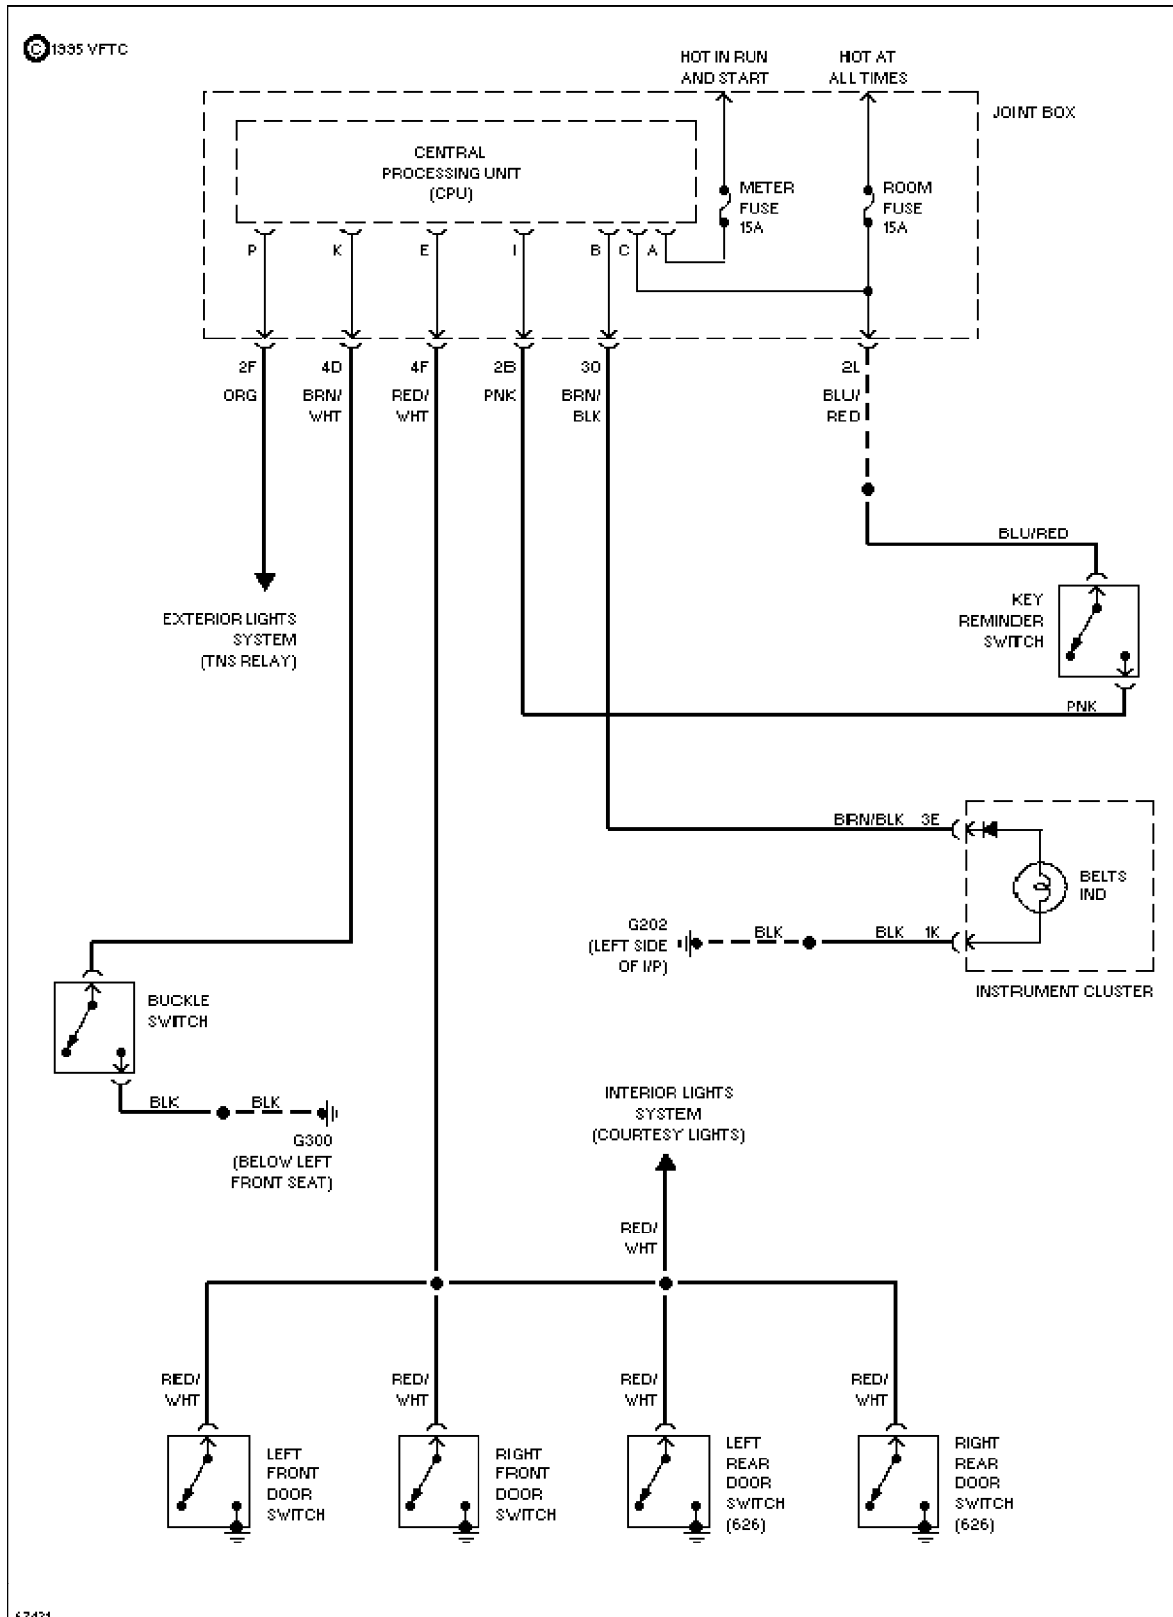 © 1995 VFTC
HOT IN RUN
AND START
HOT AT
ALL TIMES
JOINT BOX
CENTRAL
PROCESSING UNIT
(CPU)
METER
FUSE
15A
ROOM
FUSE
15A
P
K
E
I
B
C
A
2F
4D
4F
2B
3O
2L
ORG
BRN/
WHT
RED/
WHT
PNK
BRN/
BLK
BLU/
RED
BLU/RED
EXTERIOR LIGHTS
SYSTEM
(TNS RELAY)
KEY
REMINDER
SWITCH
PNK
BRN/BLK 3E
BELTS
IND
G202
(LEFT SIDE
OF I/P)
BLK
BLK 1K
INSTRUMENT CLUSTER
BUCKLE
SWITCH
BLK
BLK
G300
(BELOW LEFT
FRONT SEAT)
INTERIOR LIGHTS
SYSTEM
(COURTESY LIGHTS)
RED/
WHT
RED/
WHT
RED/
WHT
RED/
WHT
RED/
WHT
LEFT
FRONT
DOOR
SWITCH
RIGHT
FRONT
DOOR
SWITCH
LEFT
REAR
DOOR
SWITCH
(626)
RIGHT
REAR
DOOR
SWITCH
(626)